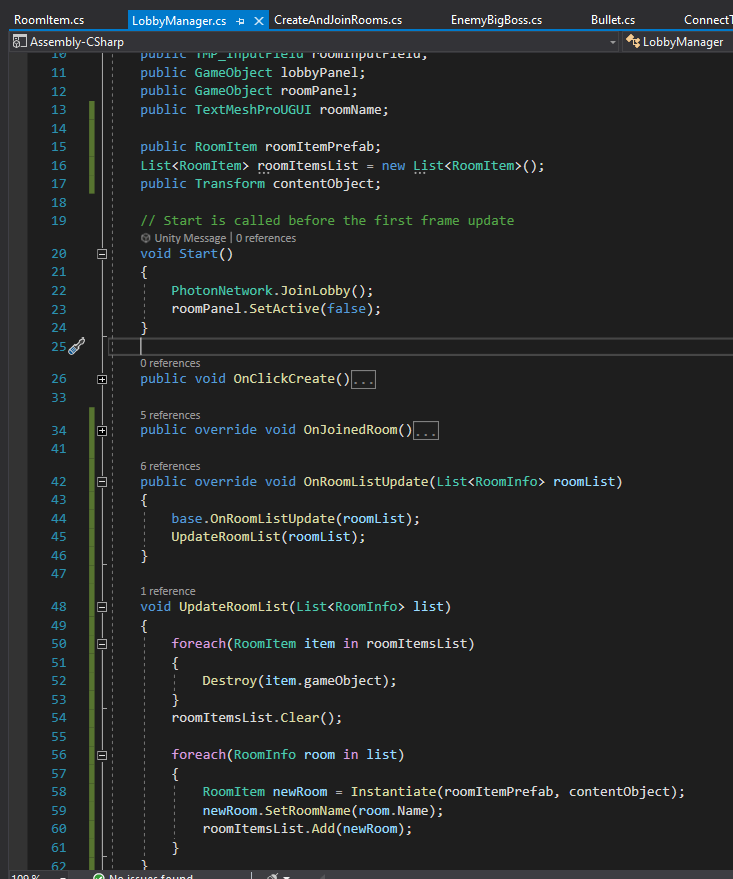 RoomItem.cs LobbyManager.cs CreateAndJoinRooms.cs EnemyBigBoss.cs Bullet.cs ConnectT
Assembly-CSharp LobbyManager
10 public TMP_InputField roomInputField;
11 public GameObject lobbyPanel;
12 public GameObject roomPanel;
13 public TextMeshProUGUI roomName;
14
15 public RoomItem roomItemPrefab;
16 List<RoomItem> roomItemsList = new List<RoomItem>();
17 public Transform contentObject;
18
19 // Start is called before the first frame update
Unity Message | 0 references
20 void Start()
21 {
22 PhotonNetwork.JoinLobby();
23 roomPanel.SetActive(false);
24 }
25
0 references
26 public void OnClickCreate()...
33
5 references
34 public override void OnJoinedRoom()...
41
6 references
42 public override void OnRoomListUpdate(List<RoomInfo> roomList)
43 {
44 base.OnRoomListUpdate(roomList);
45 UpdateRoomList(roomList);
46 }
47
1 reference
48 void UpdateRoomList(List<RoomInfo> list)
49 {
50 foreach(RoomItem item in roomItemsList)
51 {
52 Destroy(item.gameObject);
53 }
54 roomItemsList.Clear();
55
56 foreach(RoomInfo room in list)
57 {
58 RoomItem newRoom = Instantiate(roomItemPrefab, contentObject);
59 newRoom.SetRoomName(room.Name);
60 roomItemsList.Add(newRoom);
61 }
62 }
109 % No issues found